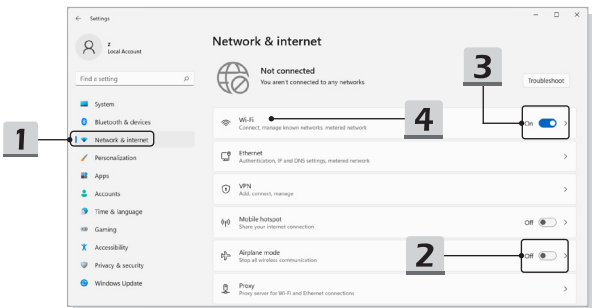 Settings
z
Local Account
Find a setting
System
Bluetooth & devices
Network & internet
Personalization
Apps
Accounts
Time & language
Gaming
Accessibility
Privacy & security
Windows Update
Network & internet
Not connected
You aren't connected to any networks
Troubleshoot
Wi-Fi
Connect, manage known networks, metered network
On
Ethernet
Authentication, IP and DNS settings, metered network
VPN
Add, connect, manage
Mobile hotspot
Share your internet connection
Off
Airplane mode
Stop all wireless communication
Off
Proxy
Proxy server for Wi-Fi and Ethernet connections
1
2
3
4